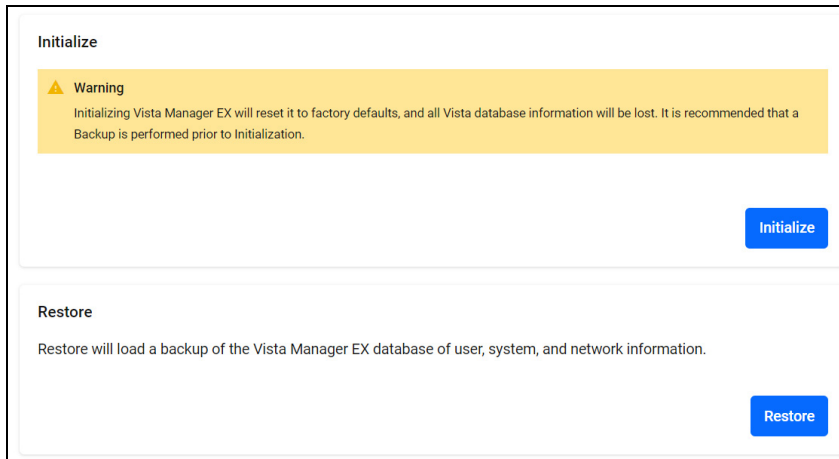 Initialize
Warning
Initializing Vista Manager EX will reset it to factory defaults, and all Vista database information will be lost. It is recommended that a
Backup is performed prior to Initialization.
Initialize
Restore
Restore will load a backup of the Vista Manager EX database of user, system, and network information.
Restore